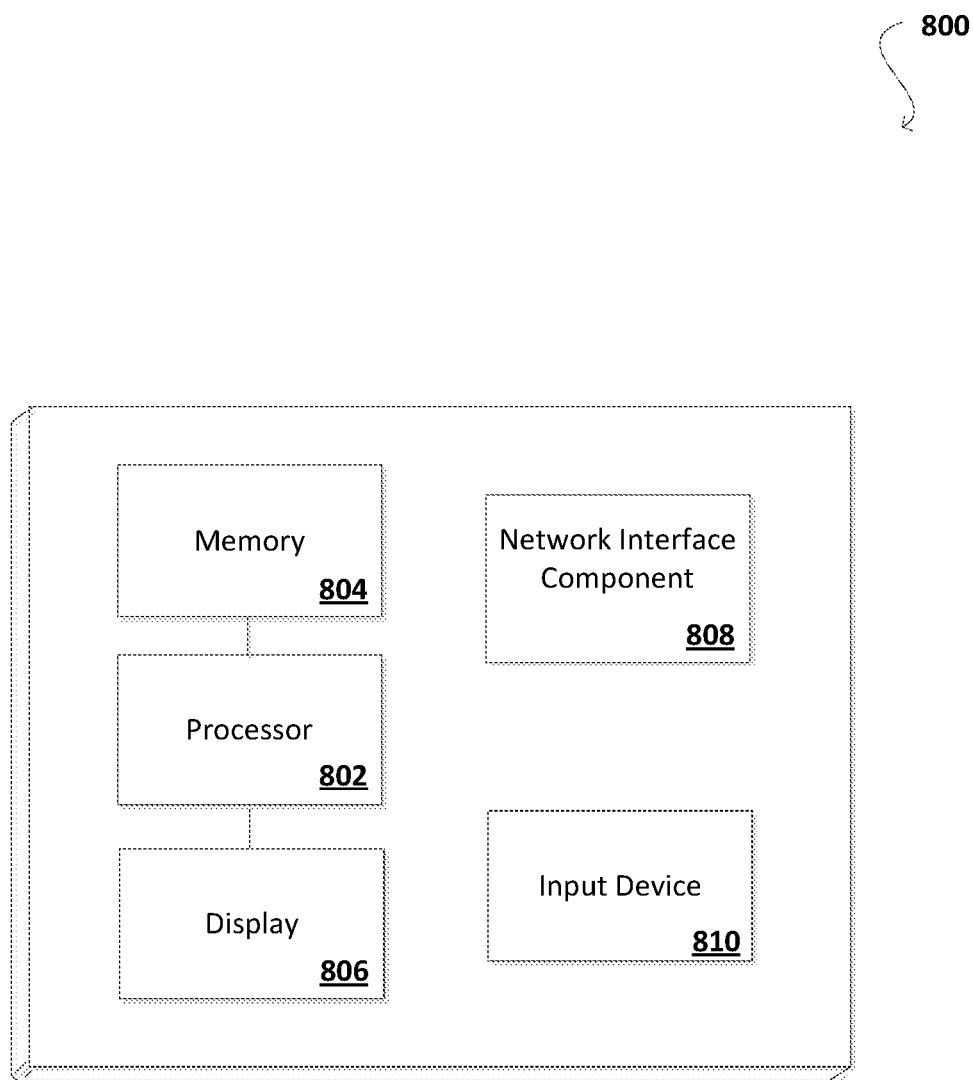 800
Memory
804
Network Interface
Component
808
Processor
802
Input Device
810
Display
806